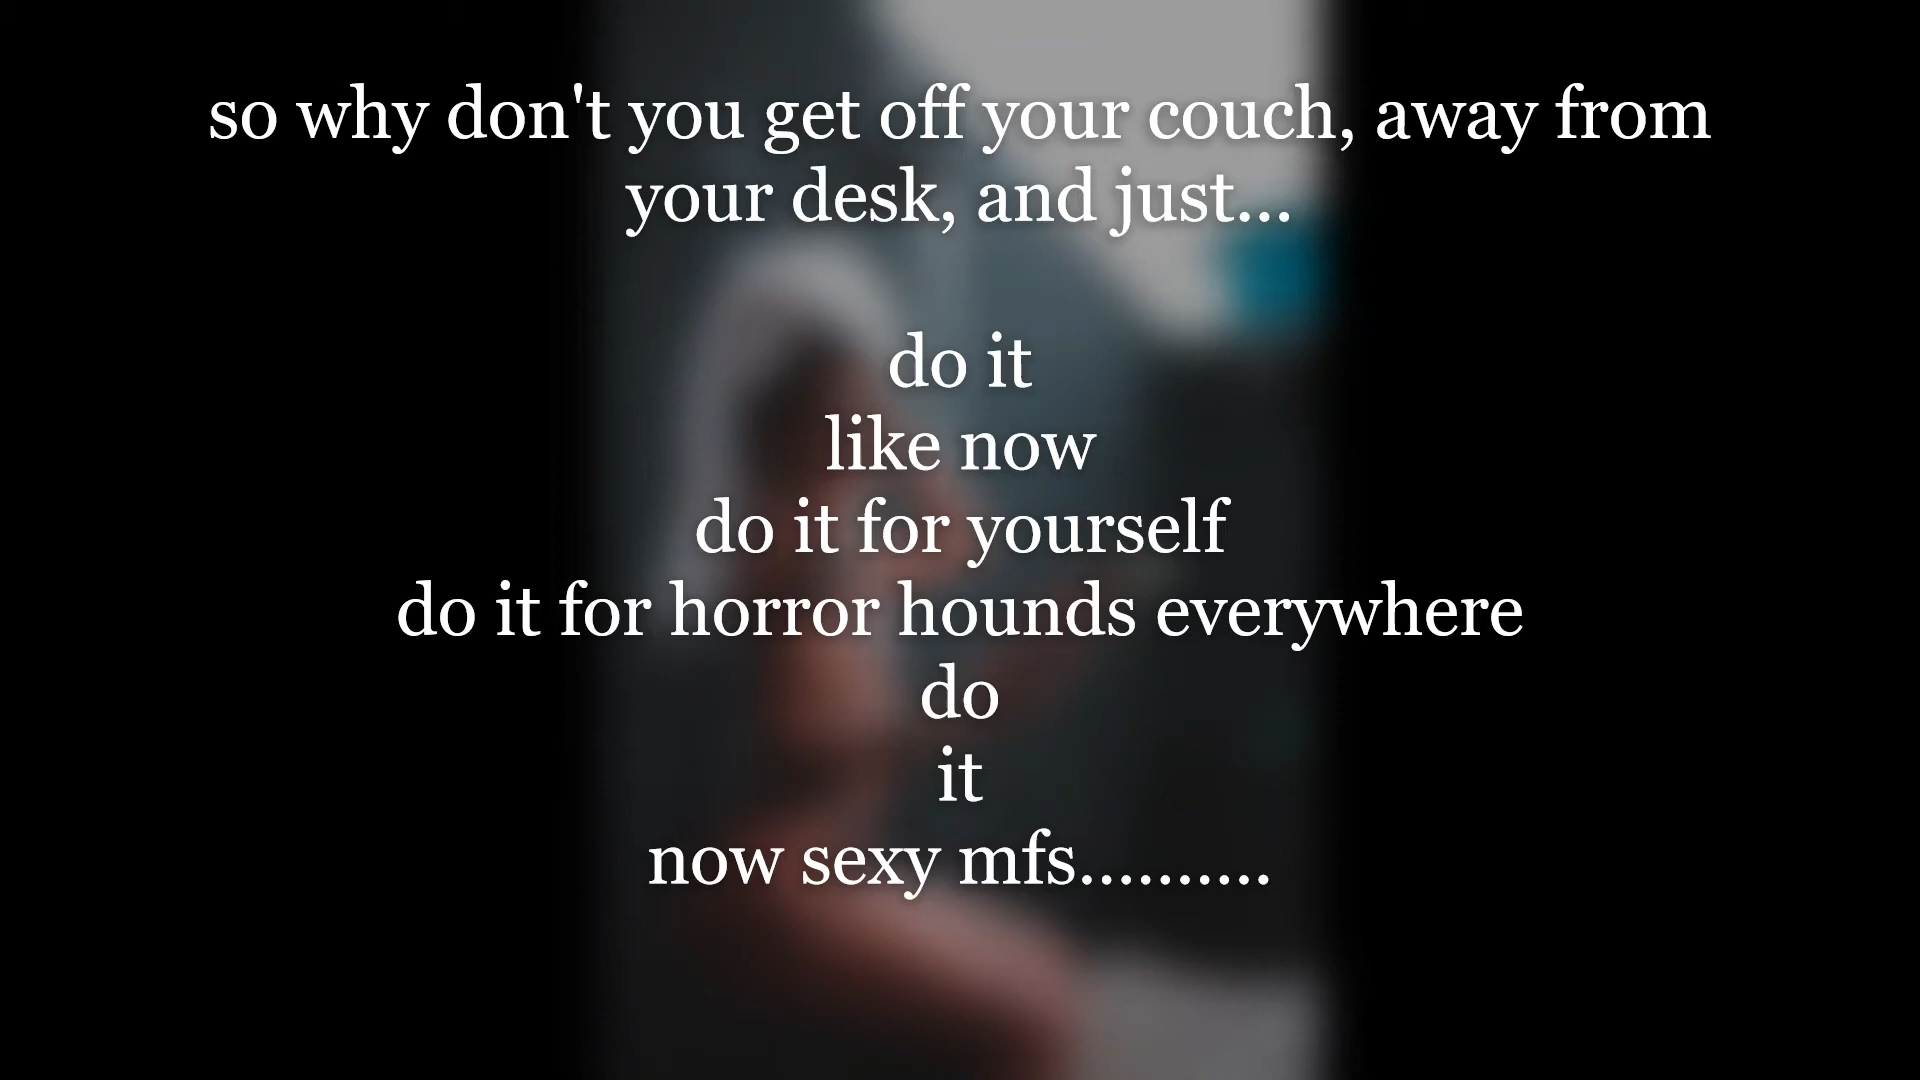 so why don't you get off your couch, away from
your desk, and just...
do it
like now
do it for yourself
do it for horror hounds everywhere
do
it
now sexy mfs..........